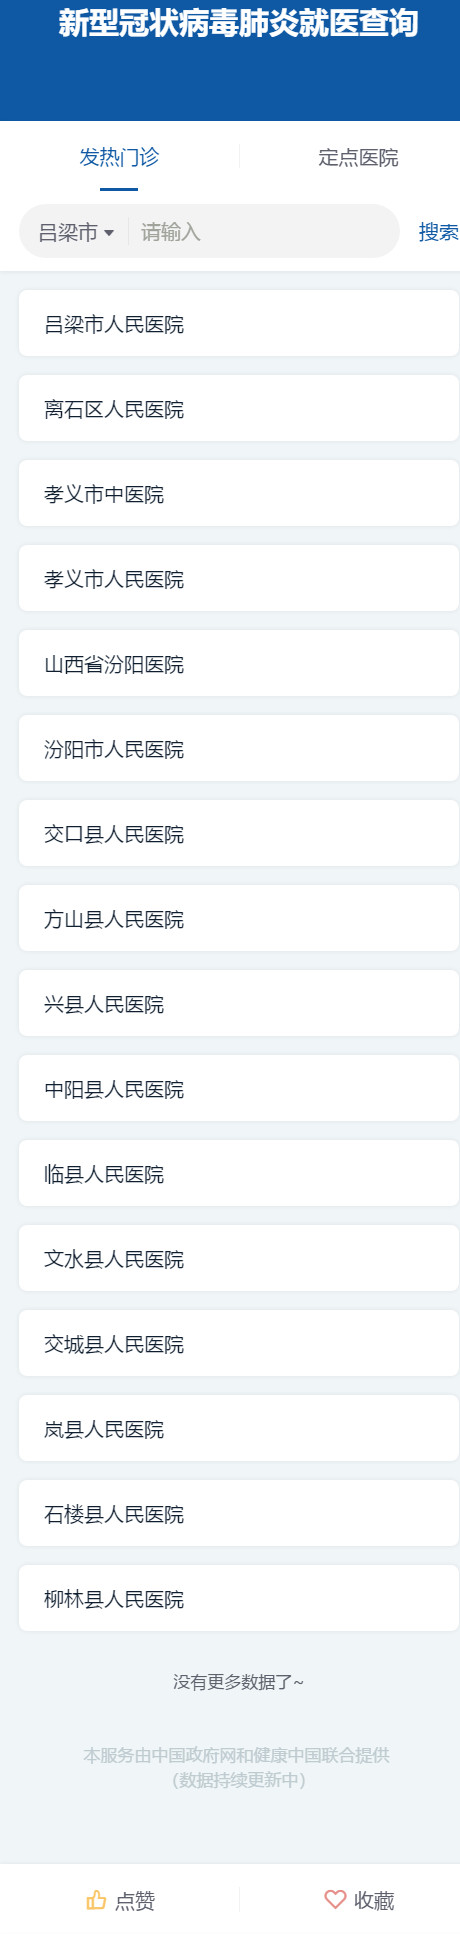 新型冠状病毒肺炎就医查询
发热门诊 定点医院
吕梁市 请输入 搜索
吕梁市人民医院
离石区人民医院
孝义市中医院
孝义市人民医院
山西省汾阳医院
汾阳市人民医院
交口县人民医院
方山县人民医院
兴县人民医院
中阳县人民医院
临县人民医院
文水县人民医院
交城县人民医院
岚县人民医院
石楼县人民医院
柳林县人民医院
没有更多数据了~
本服务由中国政府网和健康中国联合提供
（数据持续更新中）
点赞 收藏